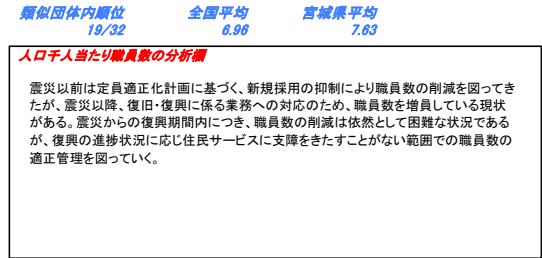 類似団体内順位 全国平均 宮城県平均
19/32 6.96 7.63
人口千人当たり職員数の分析欄
震災以前は定員適正化計画に基づく、新規採用の抑制により職員数の削減を図ってき
たが、震災以降、復旧・復興に係る業務への対応のため、職員数を増員している現状
がある。震災からの復興期間内につき、職員数の削減は依然として困難な状況である
が、復興の進捗状況に応じ住民サービスに支障をきたすことがない範囲での職員数の
適正管理を図っていく。